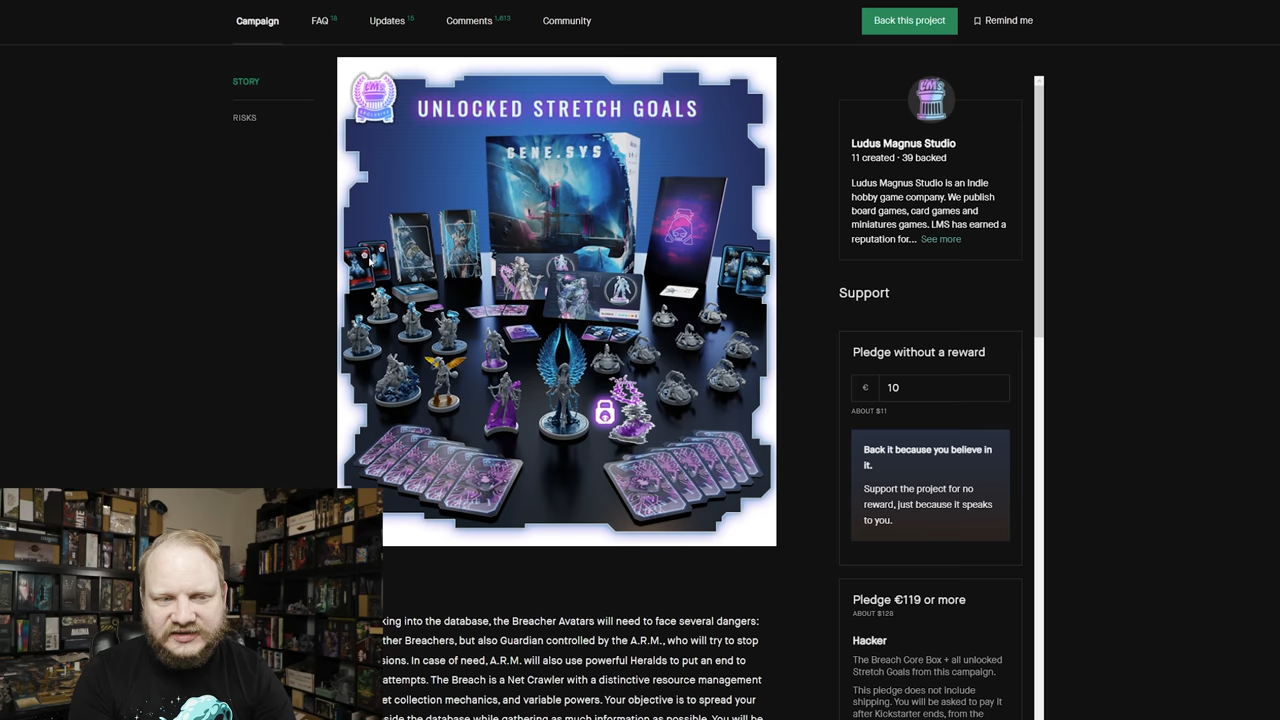 Campaign
FAQ 18
Updates 15
Comments 1,613
Community
Back this project
Remind me
STORY
RISKS
LMS
EXCLUSIVE
UNLOCKED STRETCH GOALS
GENE.SYS
king into the database, the Breacher Avatars will need to face several dangers:
ther Breachers, but also Guardian controlled by the A.R.M., who will try to stop
sions. In case of need, A.R.M. will also use powerful Heralds to put an end to
attempts. The Breach is a Net Crawler with a distinctive resource management
et collection mechanics, and variable powers. Your objective is to spread your
side the database while gathering as much information as possible. You will be
LMS
Ludus Magnus Studio
11 created · 39 backed
Ludus Magnus Studio is an Indie
hobby game company. We publish
board games, card games and
miniatures games. LMS has earned a
reputation for... See more
Support
Pledge without a reward
€ 10
ABOUT $11
Back it because you believe in
it.
Support the project for no
reward, just because it speaks
to you.
Pledge €119 or more
ABOUT $128
Hacker
The Breach Core Box + all unlocked
Stretch Goals from this campaign.
This pledge does not include
shipping. You will be asked to pay it
after Kickstarter ends, from the